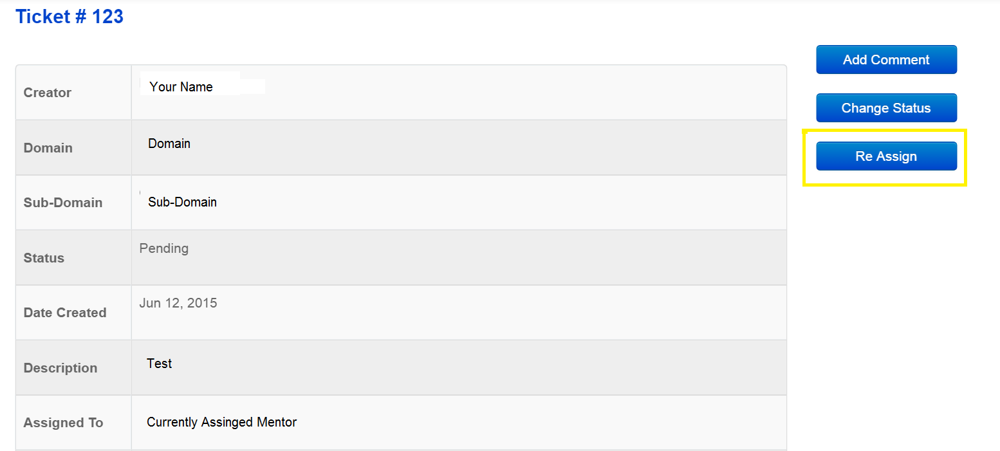 Ticket # 123
Add Comment
Change Status
Re Assign
Creator Your Name
Domain Domain
Sub-Domain Sub-Domain
Status Pending
Date Created Jun 12, 2015
Description Test
Assigned To Currently Assinged Mentor